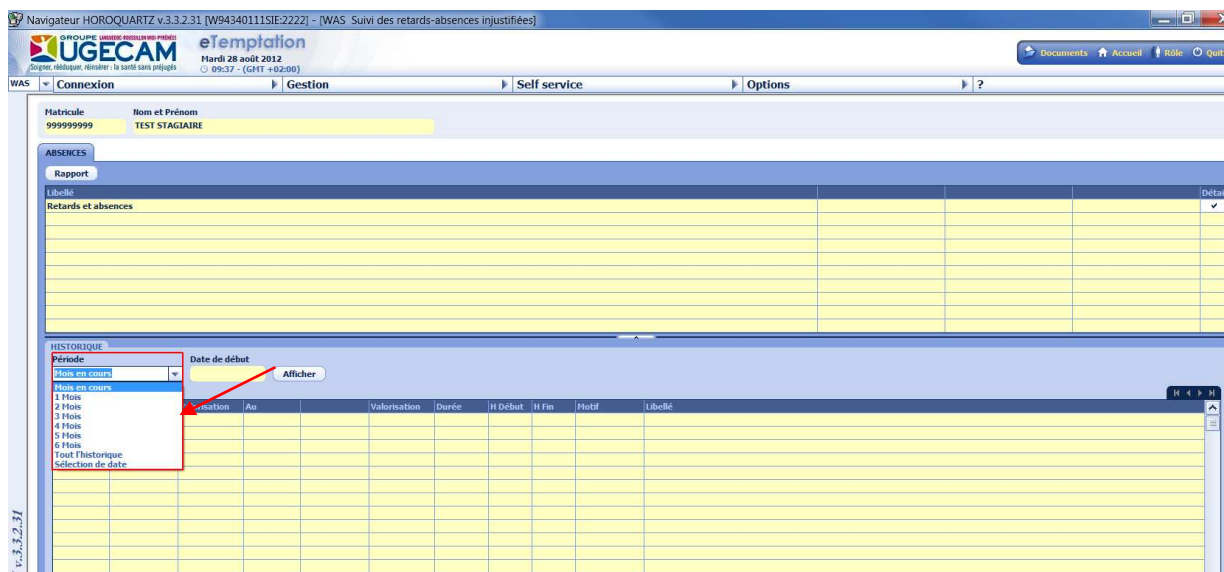 Navigateur HOROQUARTZ v.3.3.2.31 [W94340111SIE:2222] - [WAS Suivi des retards-absences injustifiées]
GROUPE LANGUEDOC-ROUSSILLON MIDI-PYRÉNÉES
UGECAM
Soigner, rééduquer, réinsérer : la santé sans préjugés
eTemptation
Mardi 28 août 2012
09:37 - (GMT +02:00)
Documents Accueil Rôle Quit
WAS Connexion Gestion Self service Options ?
Matricule Nom et Prénom
999999999 TEST STAGIAIRE
ABSENCES
Rapport
Libellé Détai
Retards et absences
HISTORIQUE
Période Date de début
Mois en cours Afficher
Mois en cours
1 Mois
2 Mois
3 Mois
4 Mois
5 Mois
6 Mois
Tout l'historique
Sélection de date
Au Valorisation Durée H Début H Fin Motif Libellé
v.3.3.2.31